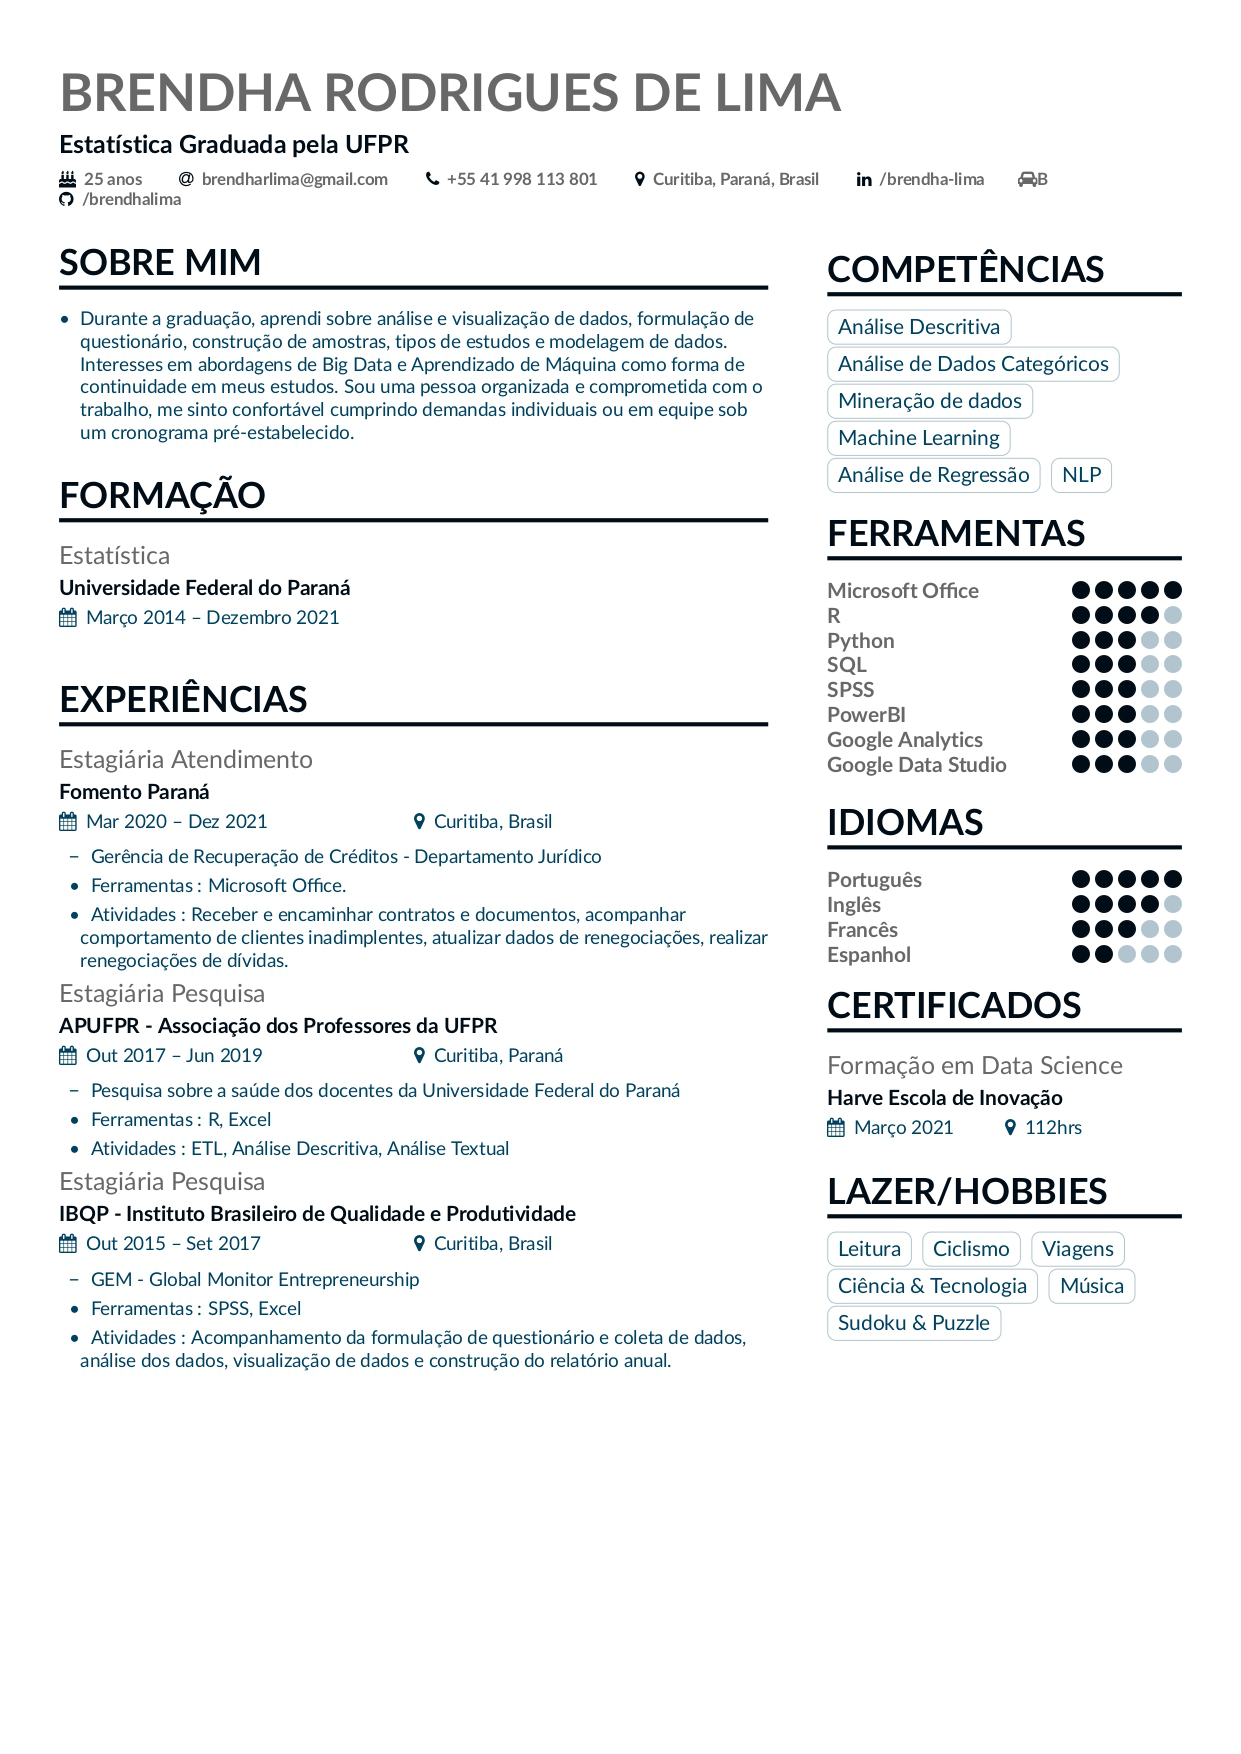 BRENDHA RODRIGUES DE LIMA
Estatística Graduada pela UFPR
25 anos @ brendharlima@gmail.com +55 41 998 113 801 Curitiba, Paraná, Brasil in /brendha-lima B
/brendhalima
SOBRE MIM
• Durante a graduação, aprendi sobre análise e visualização de dados, formulação de
questionário, construção de amostras, tipos de estudos e modelagem de dados.
Interesses em abordagens de Big Data e Aprendizado de Máquina como forma de
continuidade em meus estudos. Sou uma pessoa organizada e comprometida com o
trabalho, me sinto confortável cumprindo demandas individuais ou em equipe sob
um cronograma pré-estabelecido.
FORMAÇÃO
Estatística
Universidade Federal do Paraná
Março 2014 – Dezembro 2021
EXPERIÊNCIAS
Estagiária Atendimento
Fomento Paraná
Mar 2020 – Dez 2021 Curitiba, Brasil
– Gerência de Recuperação de Créditos - Departamento Jurídico
• Ferramentas : Microsoft Office.
• Atividades : Receber e encaminhar contratos e documentos, acompanhar
comportamento de clientes inadimplentes, atualizar dados de renegociações, realizar
renegociações de dívidas.
Estagiária Pesquisa
APUFPR - Associação dos Professores da UFPR
Out 2017 – Jun 2019 Curitiba, Paraná
– Pesquisa sobre a saúde dos docentes da Universidade Federal do Paraná
• Ferramentas : R, Excel
• Atividades : ETL, Análise Descritiva, Análise Textual
Estagiária Pesquisa
IBQP - Instituto Brasileiro de Qualidade e Produtividade
Out 2015 – Set 2017 Curitiba, Brasil
– GEM - Global Monitor Entrepreneurship
• Ferramentas : SPSS, Excel
• Atividades : Acompanhamento da formulação de questionário e coleta de dados,
análise dos dados, visualização de dados e construção do relatório anual.
COMPETÊNCIAS
Análise Descritiva
Análise de Dados Categóricos
Mineração de dados
Machine Learning
Análise de Regressão NLP
FERRAMENTAS
Microsoft Office
R
Python
SQL
SPSS
PowerBI
Google Analytics
Google Data Studio
IDIOMAS
Português
Inglês
Francês
Espanhol
CERTIFICADOS
Formação em Data Science
Harve Escola de Inovação
Março 2021 112hrs
LAZER/HOBBIES
Leitura Ciclismo Viagens
Ciência & Tecnologia Música
Sudoku & Puzzle